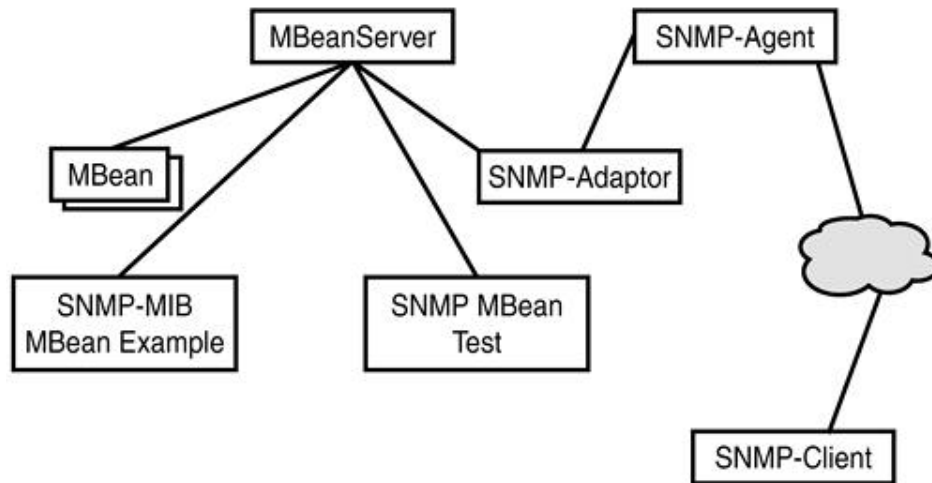 MBeanServer
SNMP-Agent
MBean
SNMP-Adaptor
SNMP-MIB
MBean Example
SNMP MBean
Test
SNMP-Client